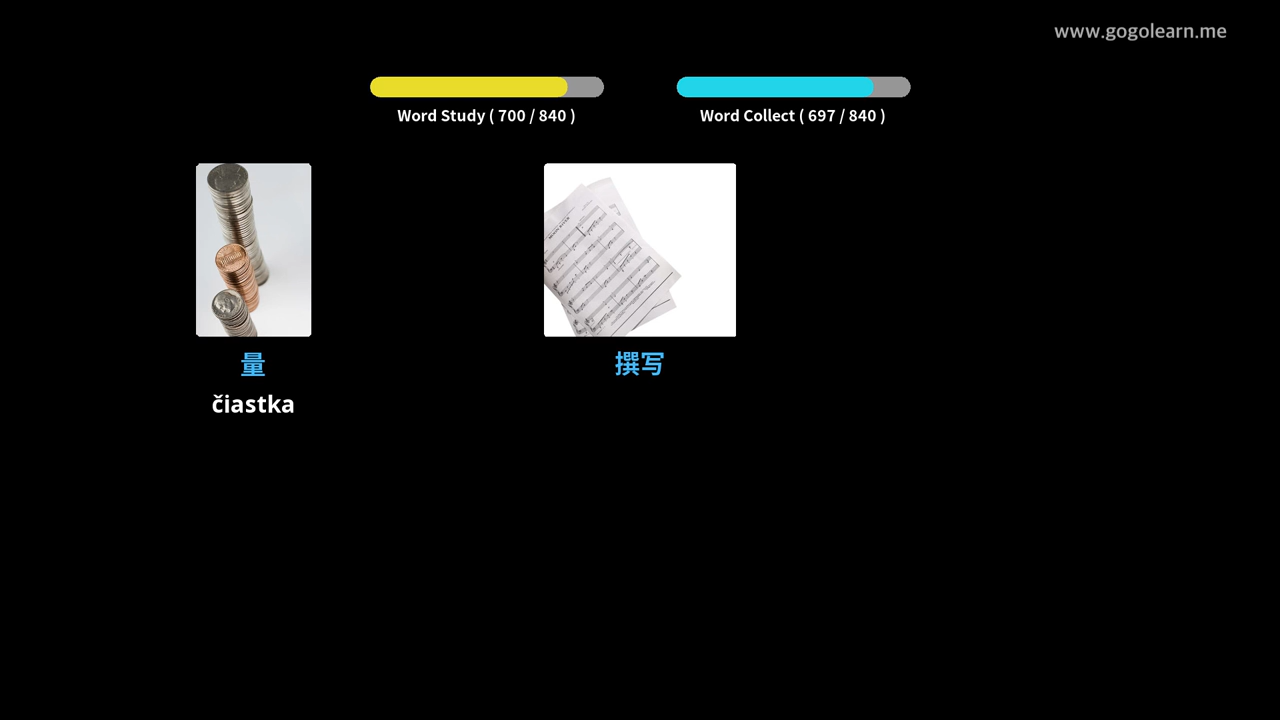 www.gogolearn.me
Word Study ( 700 / 840 )
Word Collect ( 697 / 840 )
量
撰写
čiastka